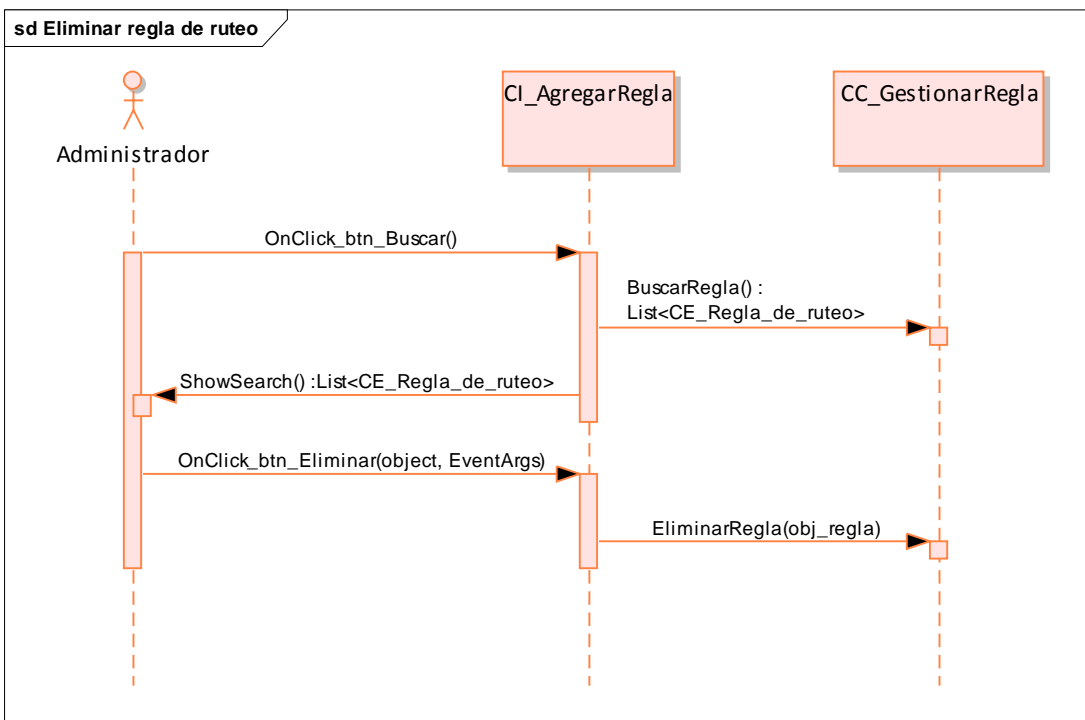 sd Eliminar regla de ruteo
Administrador
CI_AgregarRegla
CC_GestionarRegla
OnClick_btn_Buscar()
BuscarRegla() :
List<CE_Regla_de_ruteo>
ShowSearch() :List<CE_Regla_de_ruteo>
OnClick_btn_Eliminar(object, EventArgs)
EliminarRegla(obj_regla)